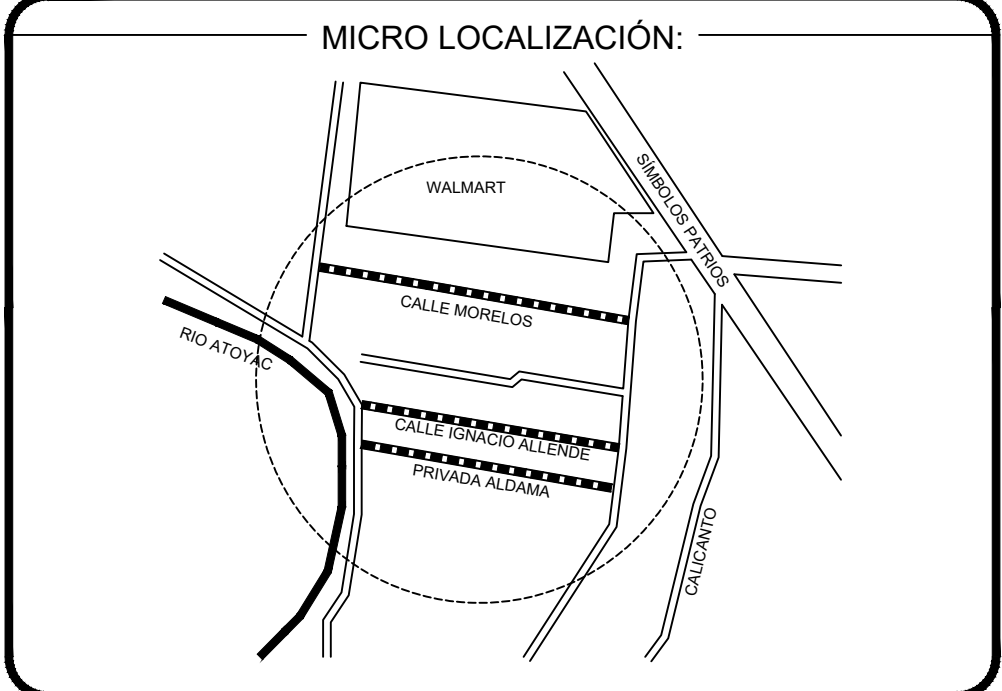 MICRO LOCALIZACIÓN:
WALMART
SÍMBOLOS PATRIOS
CALLE MORELOS
RIO ATOYAC
CALLE IGNACIO ALLENDE
PRIVADA ALDAMA
CALICANTO